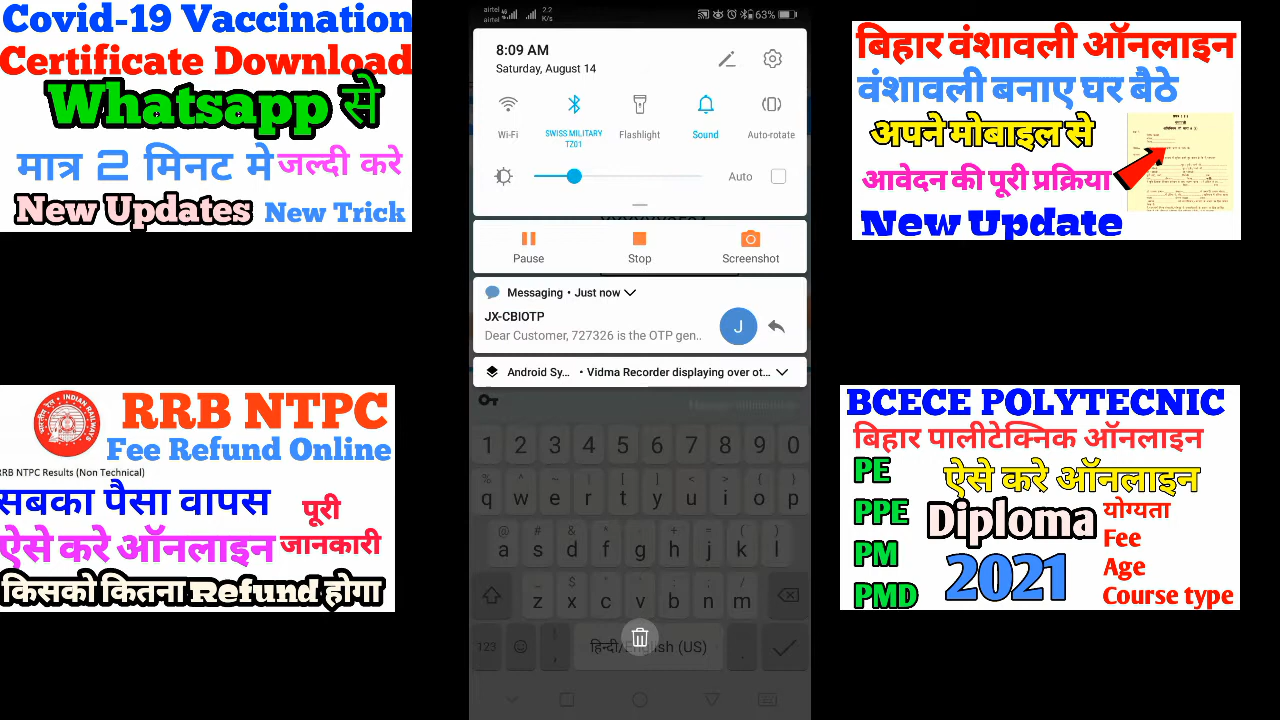 Covid-19 Vaccination
Certificate Download
Whatsapp से
मात्र 2 मिनट मे जल्दी करे
New Updates New Trick
RRB NTPC
Fee Refund Online
RRB NTPC Results (Non Technical)
सबका पैसा वापस पूरी
ऐसे करे ऑनलाइन जानकारी
किसको कितना Refund होगा
airtel
airtel
2.2
K/s
63%
8:09 AM
Saturday, August 14
Wi-Fi
SWISS MILITARY
TZ01
Flashlight
Sound
Auto-rotate
Auto
Pause
Stop
Screenshot
Messaging • Just now
JX-CBIOTP
Dear Customer, 727326 is the OTP gen..
J
Android Sy... • Vidma Recorder displaying over ot...
1 2 3 4 5 6 7 8 9 0
q w e r t y u i o p
a s d f g h j k l
z x c v b n m
123 हिन्दी/English (US)
बिहार वंशावली ऑनलाइन
वंशावली बनाए घर बैठे
अपने मोबाइल से
आवेदन की पूरी प्रक्रिया
New Update
BCECE POLYTECNIC
बिहार पालीटेक्निक ऑनलाइन
PE ऐसे करे ऑनलाइन
PPE Diploma योग्यता
Fee
PM 2021 Age
PMD Course type